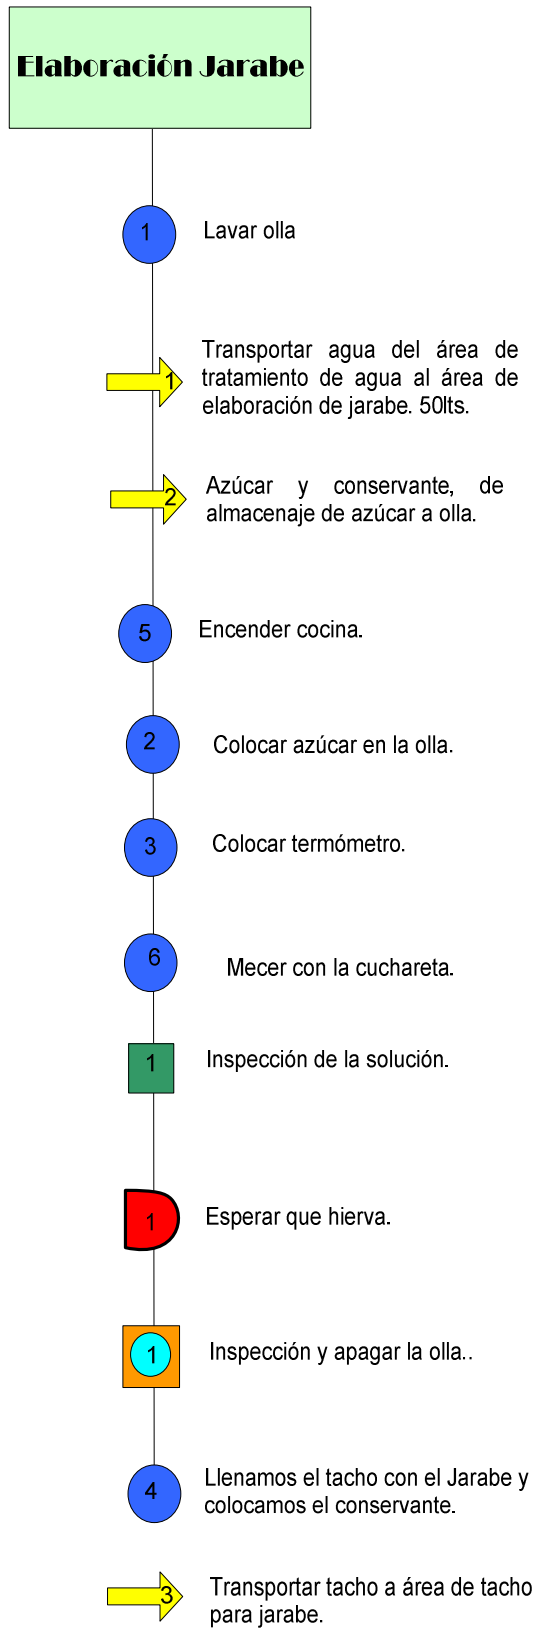 Elaboración Jarabe
1
Lavar olla
Transportar agua del área de
1
tratamiento de agua al área de
elaboración de jarabe. 50lts.
Azúcar y conservante, de
2
almacenaje de azúcar a olla.
5
Encender cocina.
2
Colocar azúcar en la olla.
3
Colocar termómetro.
6
Mecer con la cuchareta.
1
Inspección de la solución.
1
Esperar que hierva.
1
Inspección y apagar la olla..
4
Llenamos el tacho con el Jarabe y
colocamos el conservante.
3
Transportar tacho a área de tacho
para jarabe.